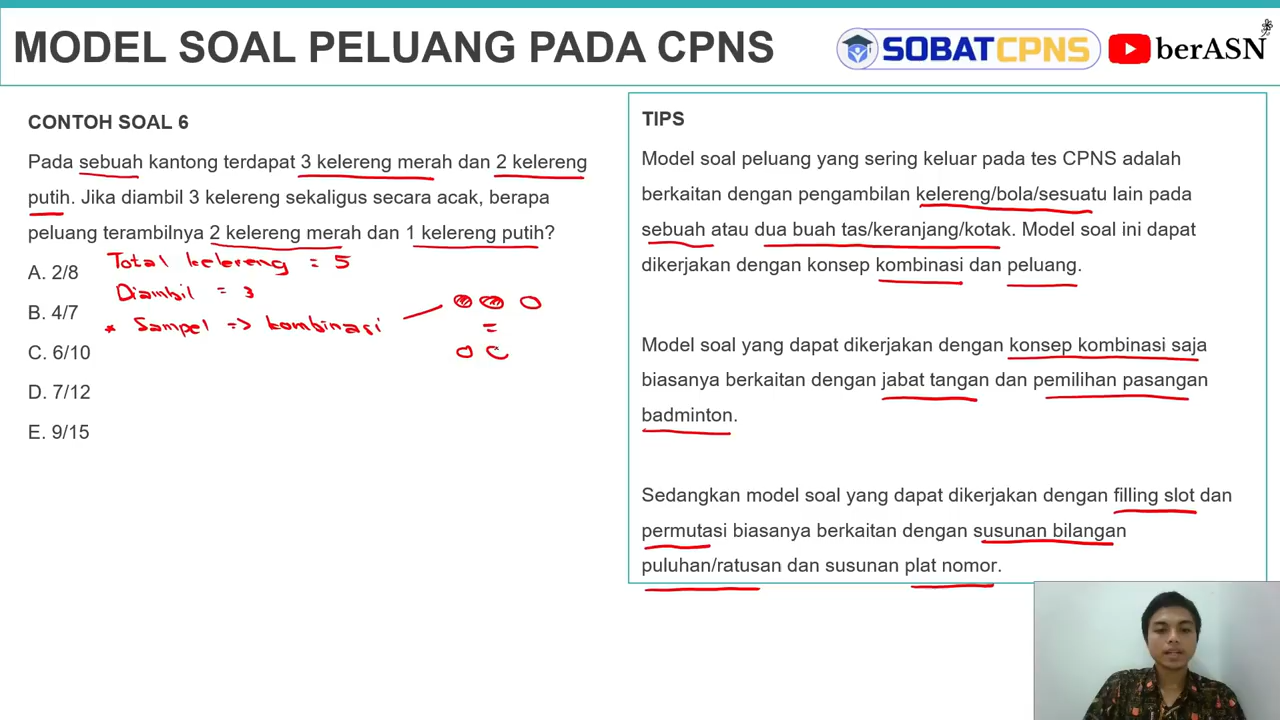 MODEL SOAL PELUANG PADA CPNS
SOBATCPNS
berASN
CONTOH SOAL 6
Pada sebuah kantong terdapat 3 kelereng merah dan 2 kelereng
putih. Jika diambil 3 kelereng sekaligus secara acak, berapa
peluang terambilnya 2 kelereng merah dan 1 kelereng putih?
A. 2/8
B. 4/7
C. 6/10
D. 7/12
E. 9/15
Total kelereng = 5
Diambil = 3
* Sampel => kombinasi
=
TIPS
Model soal peluang yang sering keluar pada tes CPNS adalah
berkaitan dengan pengambilan kelereng/bola/sesuatu lain pada
sebuah atau dua buah tas/keranjang/kotak. Model soal ini dapat
dikerjakan dengan konsep kombinasi dan peluang.
Model soal yang dapat dikerjakan dengan konsep kombinasi saja
biasanya berkaitan dengan jabat tangan dan pemilihan pasangan
badminton.
Sedangkan model soal yang dapat dikerjakan dengan filling slot dan
permutasi biasanya berkaitan dengan susunan bilangan
puluhan/ratusan dan susunan plat nomor.